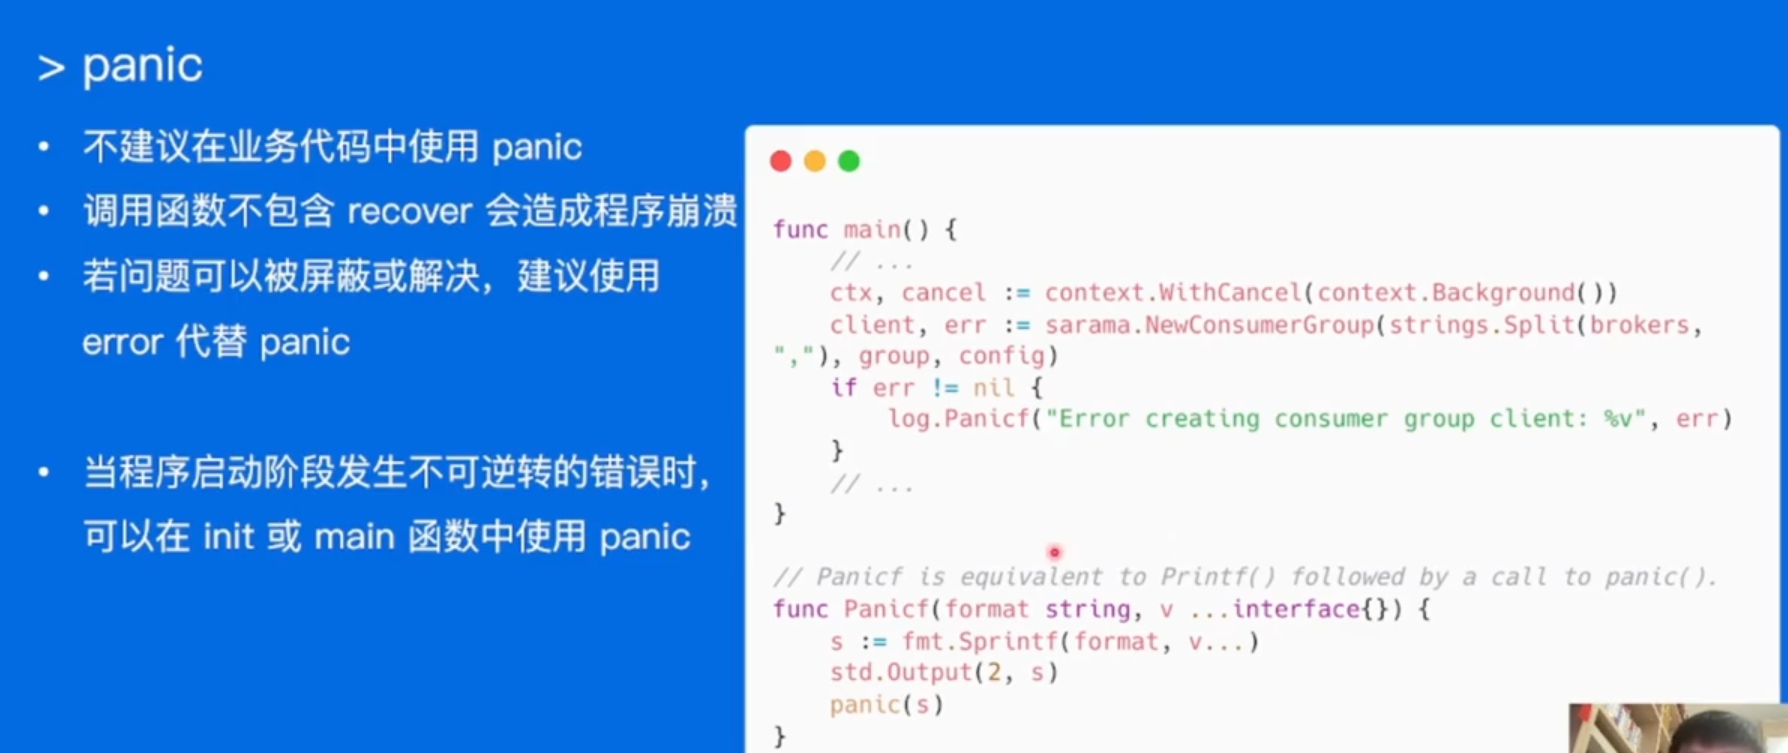 > panic
• 不建议在业务代码中使用 panic
• 调用函数不包含 recover 会造成程序崩溃
• 若问题可以被屏蔽或解决，建议使用
error 代替 panic
• 当程序启动阶段发生不可逆转的错误时，
可以在 init 或 main 函数中使用 panic
func main() {
    // ...
    ctx, cancel := context.WithCancel(context.Background())
    client, err := sarama.NewConsumerGroup(strings.Split(brokers,
","), group, config)
    if err != nil {
        log.Panicf("Error creating consumer group client: %v", err)
    }
    // ...
}
// Panicf is equivalent to Printf() followed by a call to panic().
func Panicf(format string, v ...interface{}) {
    s := fmt.Sprintf(format, v...)
    std.Output(2, s)
    panic(s)
}